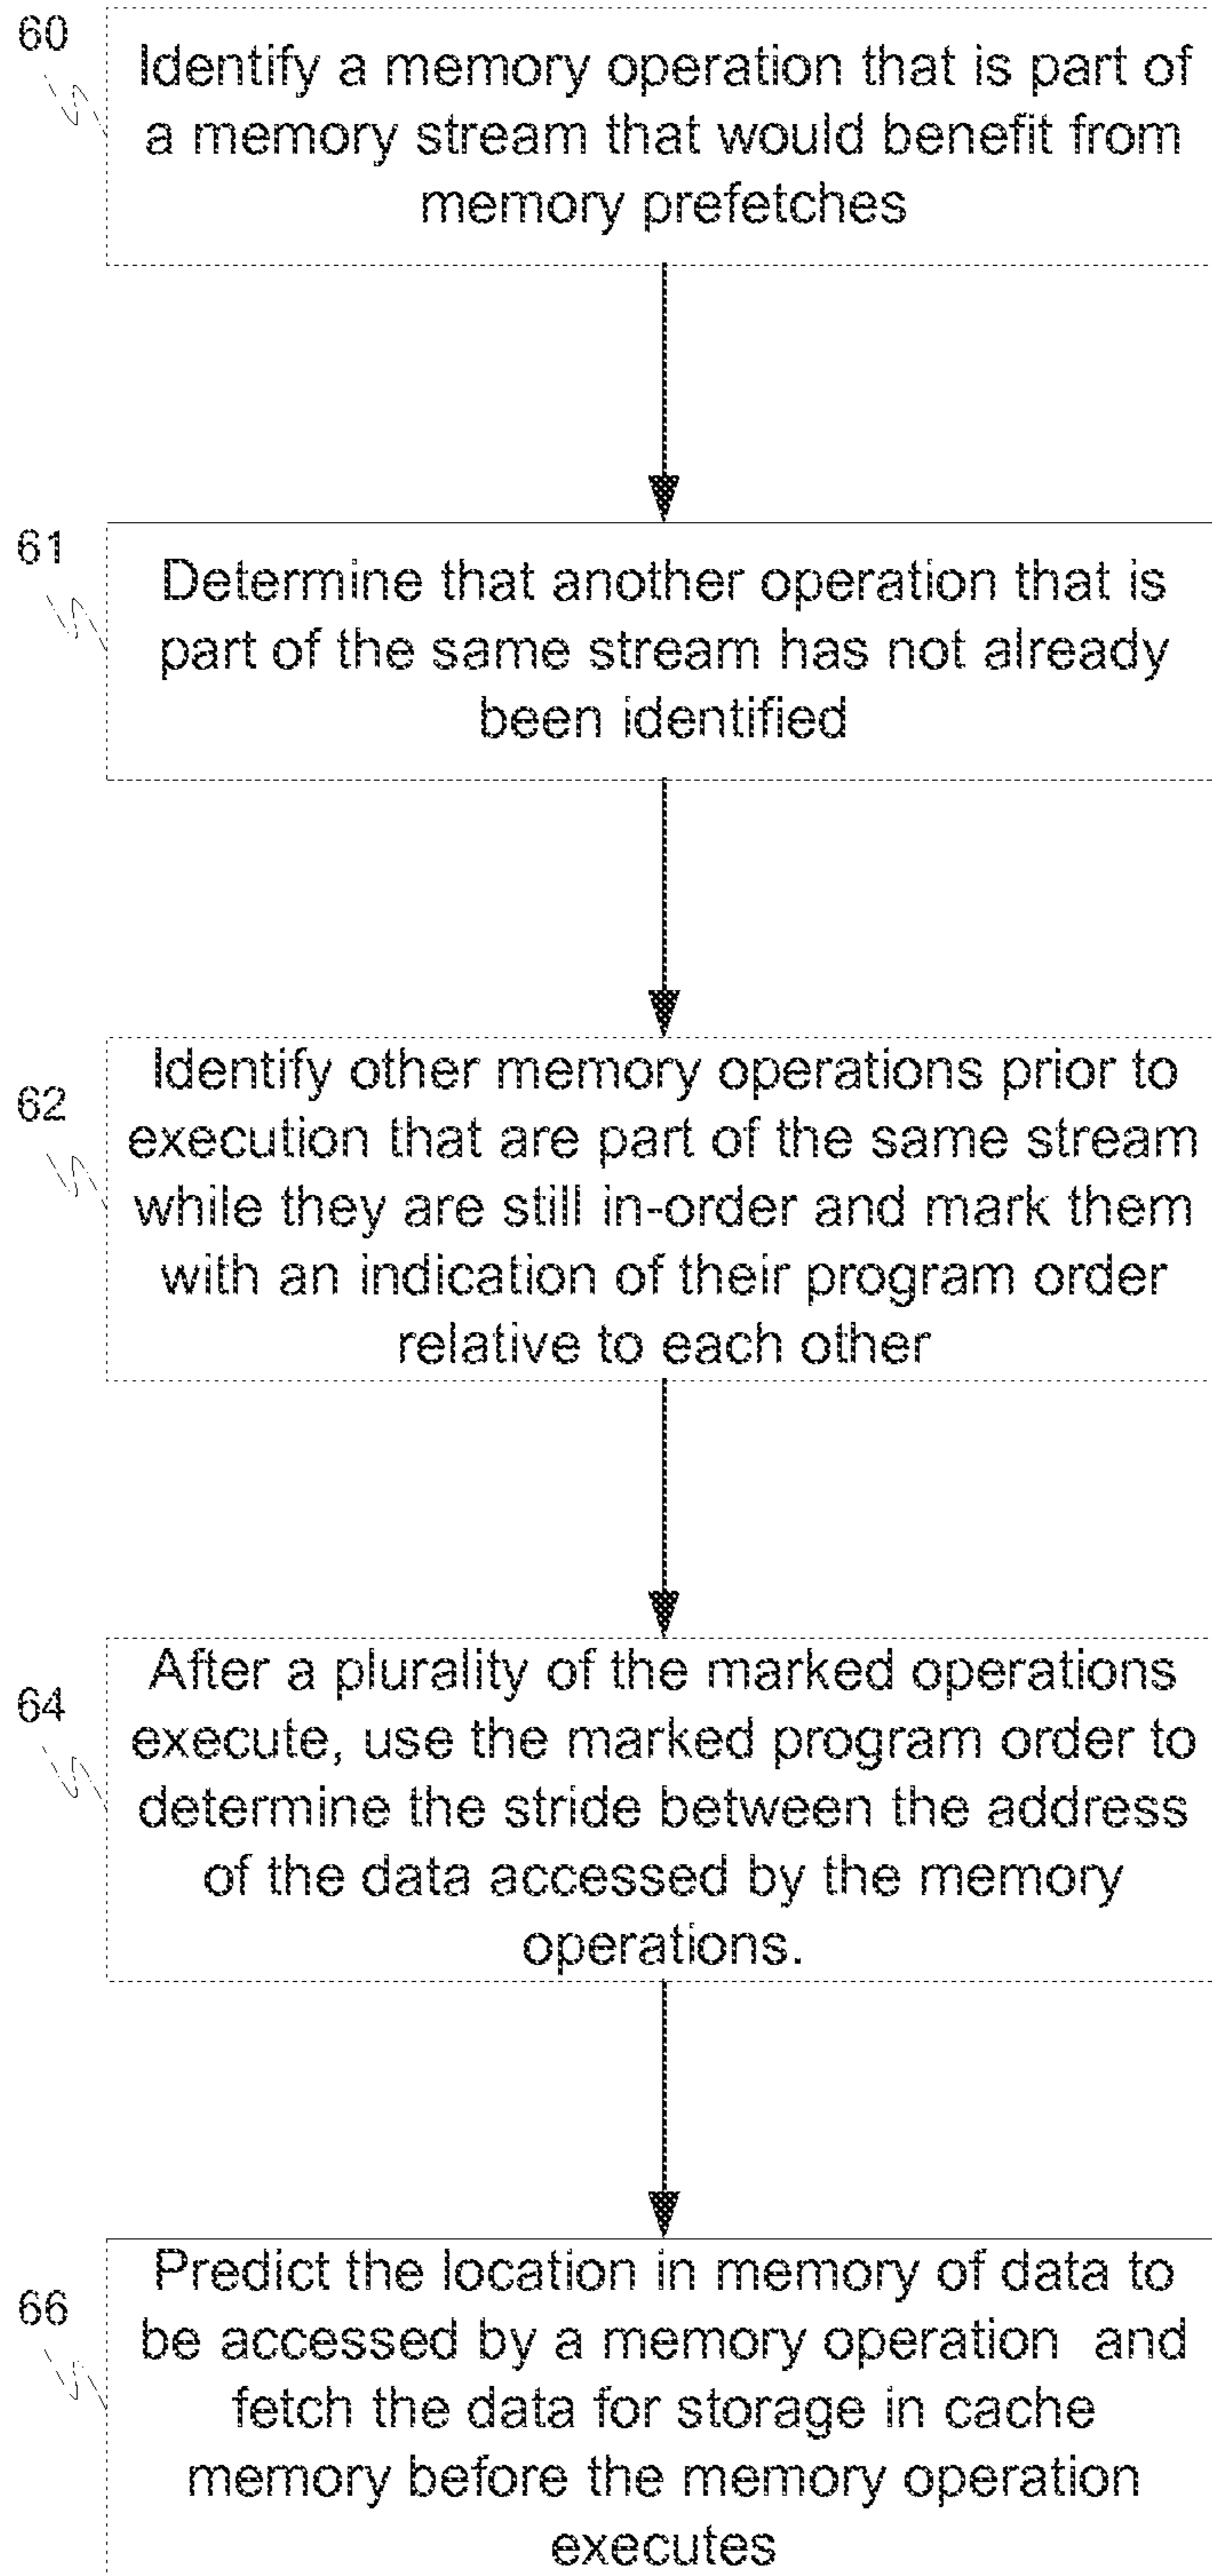 60
Identify a memory operation that is part of
a memory stream that would benefit from
memory prefetches
61
Determine that another operation that is
part of the same stream has not already
been identified
62
Identify other memory operations prior to
execution that are part of the same stream
while they are still in-order and mark them
with an indication of their program order
relative to each other
64
After a plurality of the marked operations
execute, use the marked program order to
determine the stride between the address
of the data accessed by the memory
operations.
66
Predict the location in memory of data to
be accessed by a memory operation and
fetch the data for storage in cache
memory before the memory operation
executes